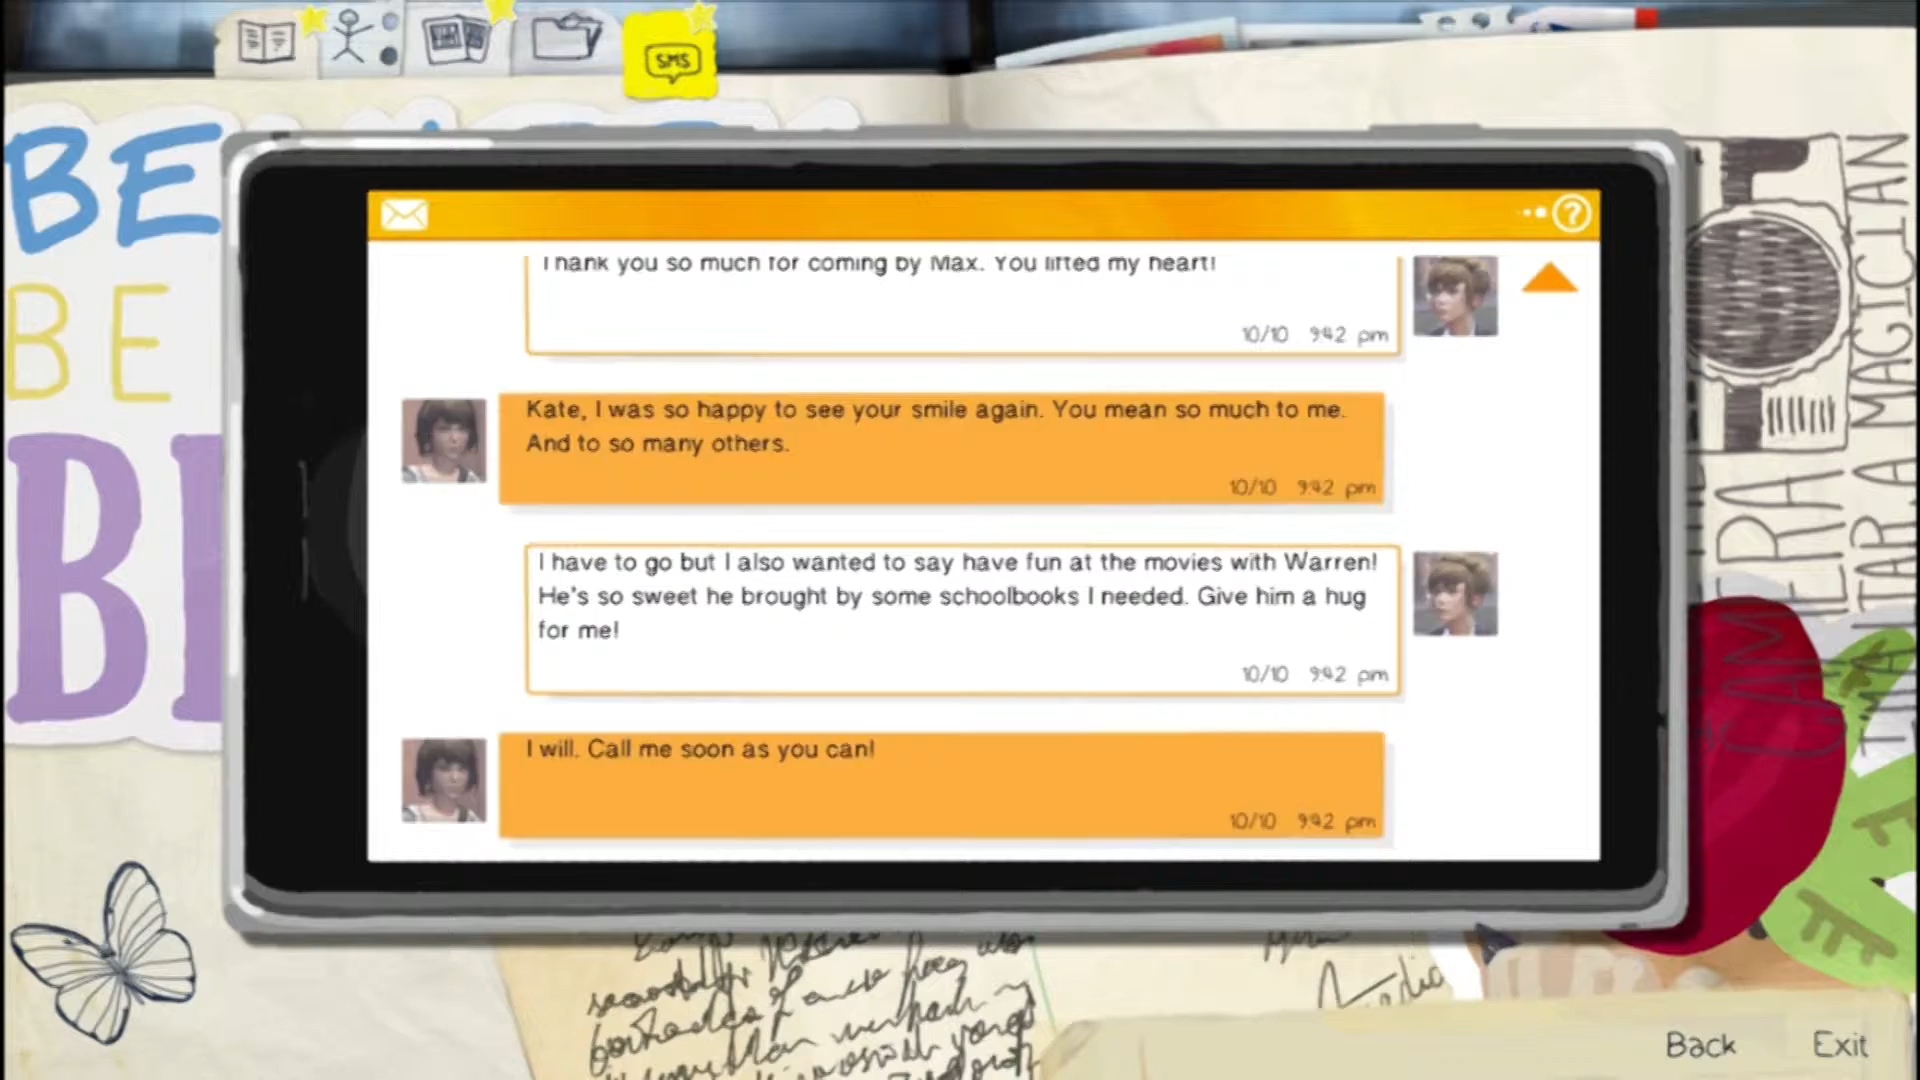 SMS
BE
BE
Thank you so much for coming by Max. You lifted my heart!
10/10 9:42 pm
Kate, I was so happy to see your smile again. You mean so much to me.
And to so many others.
10/10 9:42 pm
I have to go but I also wanted to say have fun at the movies with Warren!
He's so sweet he brought by some schoolbooks I needed. Give him a hug
for me!
10/10 9:42 pm
I will. Call me soon as you can!
10/10 9:42 pm
MAGICIAN
Back Exit